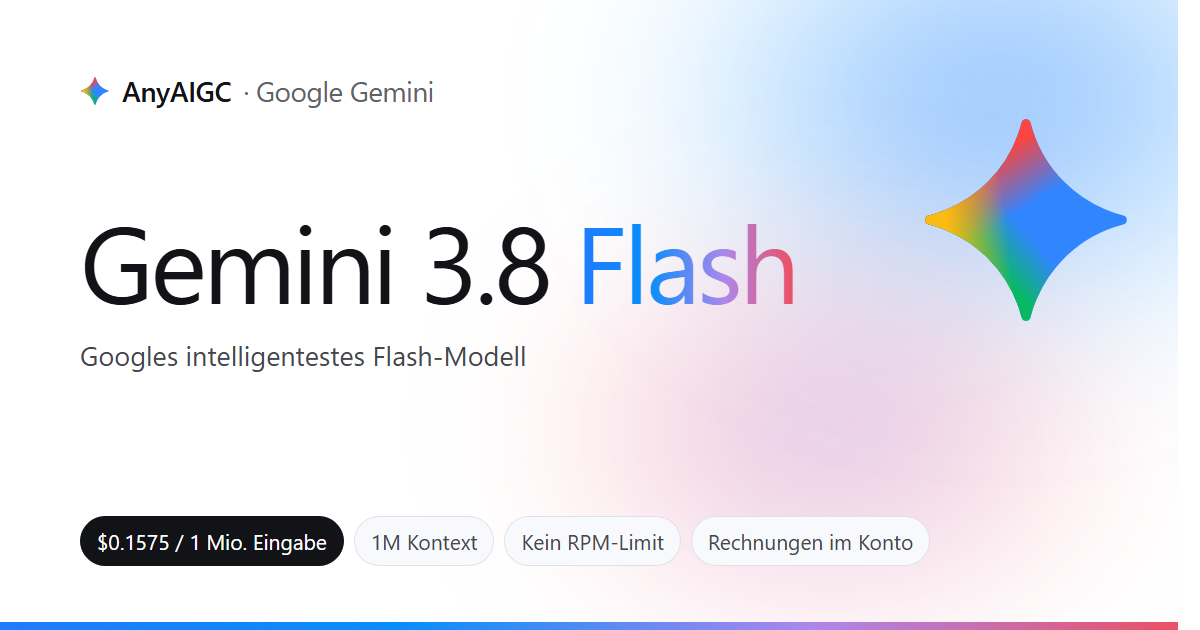 AnyAIGC · Google Gemini
Gemini 3.8 Flash
Googles intelligentestes Flash-Modell
$0.1575 / 1 Mio. Eingabe
1M Kontext
Kein RPM-Limit
Rechnungen im Konto